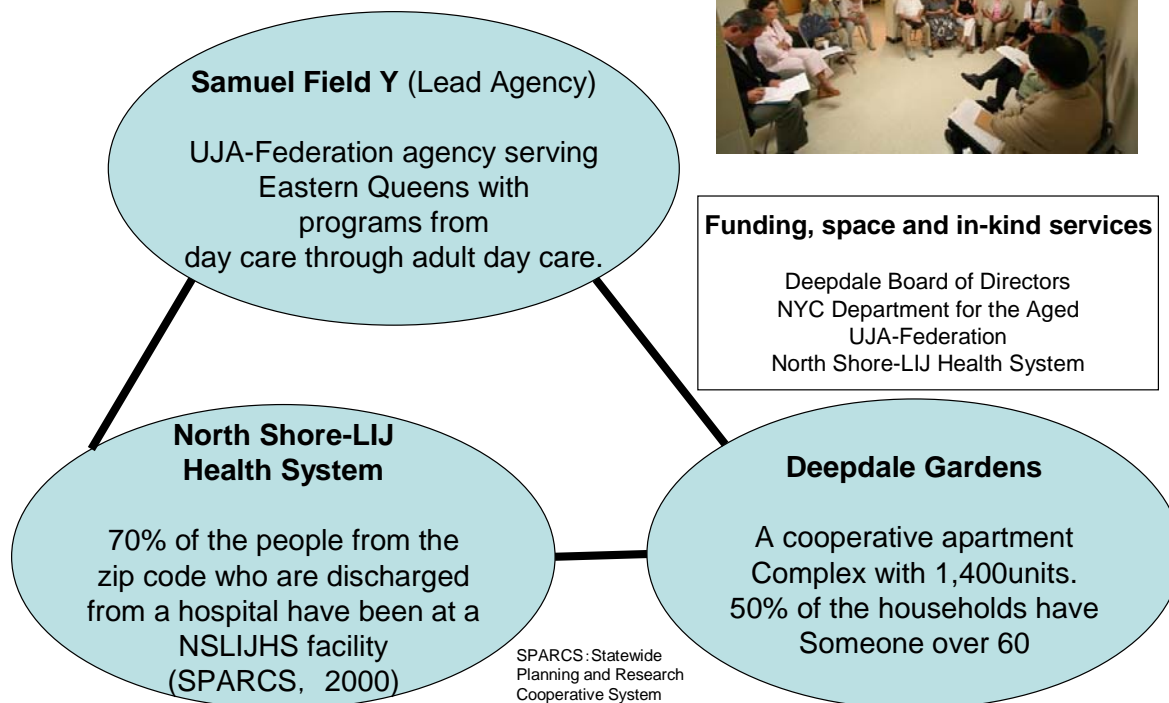 Samuel Field Y (Lead Agency)
UJA-Federation agency serving
Eastern Queens with
programs from
day care through adult day care.
Funding, space and in-kind services
Deepdale Board of Directors
NYC Department for the Aged
UJA-Federation
North Shore-LIJ Health System
North Shore-LIJ
Health System
70% of the people from the
zip code who are discharged
from a hospital have been at a
NSLIJHS facility
(SPARCS, 2000)
SPARCS:Statewide
Planning and Research
Cooperative System
Deepdale Gardens
A cooperative apartment
Complex with 1,400units.
50% of the households have
Someone over 60